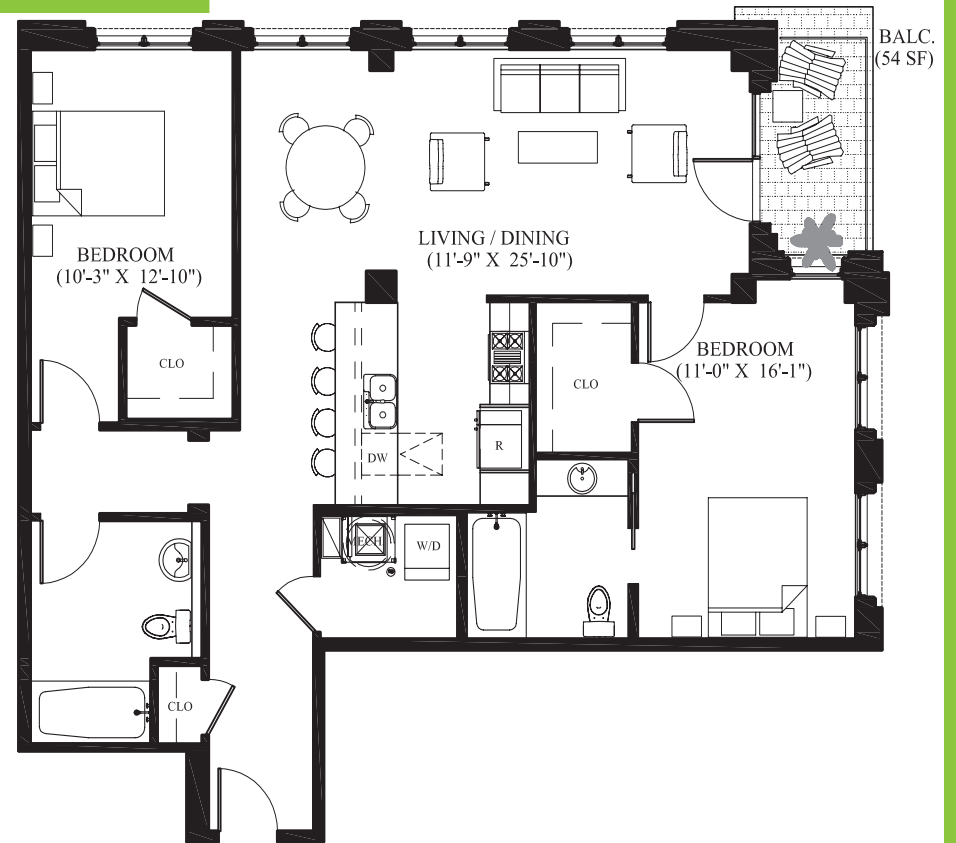 BALC.
(54 SF)
BEDROOM
(10'-3" X 12'-10")
LIVING / DINING
(11'-9" X 25'-10")
BEDROOM
(11'-0" X 16'-1")
CLO
CLO
R
DW
MECH.
W/D
CLO